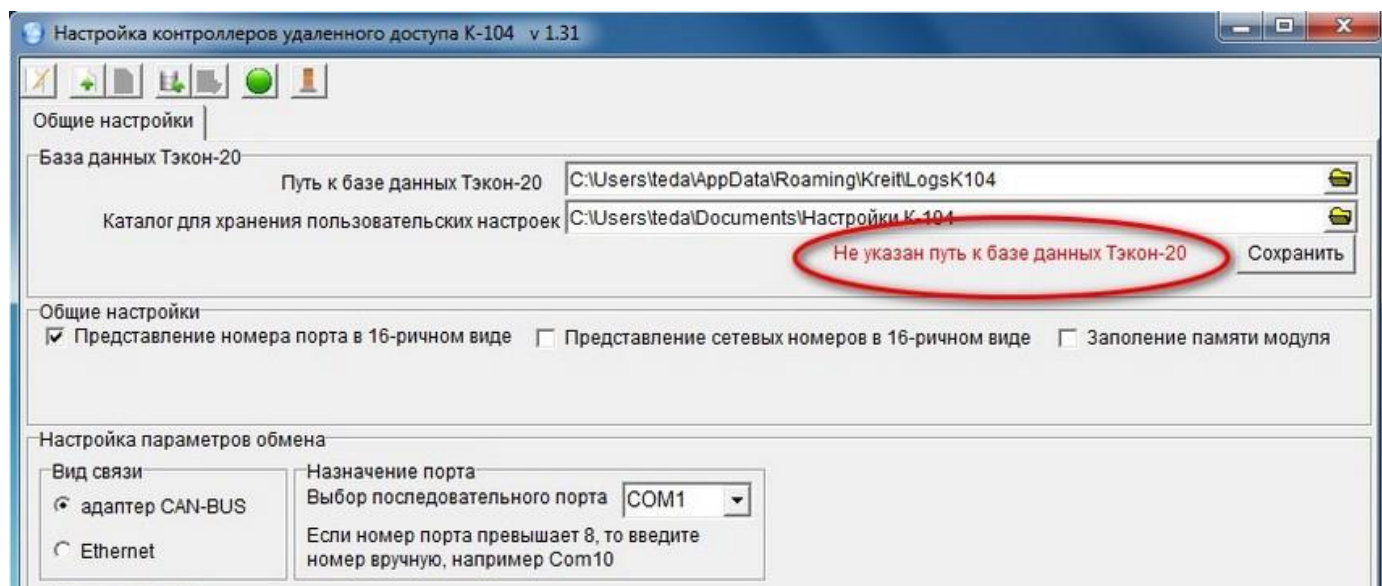 Настройка контроллеров удаленного доступа К-104 v 1.31
Общие настройки
База данных Тэкон-20
Путь к базе данных Тэкон-20 C:\Users\teda\AppData\Roaming\Kreit\LogsK104
Каталог для хранения пользовательских настроек C:\Users\teda\Documents\Настройки К-104
Не указан путь к базе данных Тэкон-20 Сохранить
Общие настройки
Представление номера порта в 16-ричном виде Представление сетевых номеров в 16-ричном виде Заполение памяти модуля
Настройка параметров обмена
Вид связи Назначение порта
адаптер CAN-BUS Выбор последовательного порта COM1
Ethernet Если номер порта превышает 8, то введите
номер вручную, например Com10